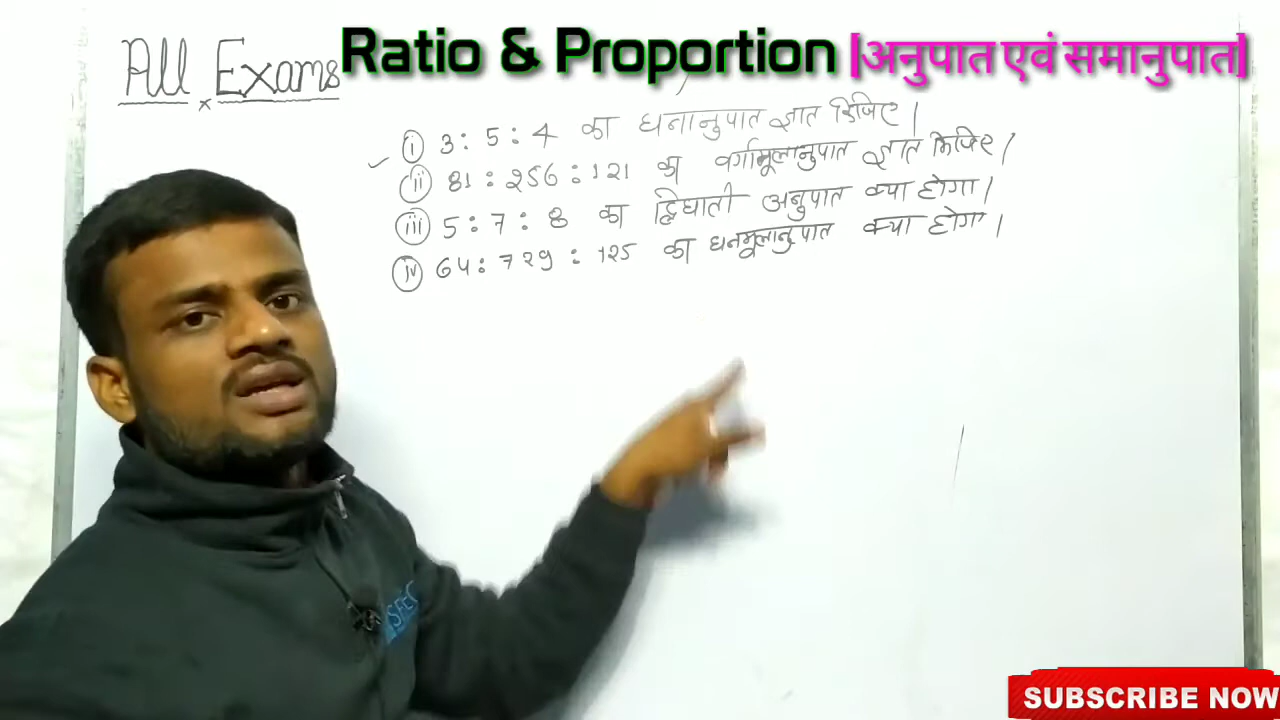 All Exams
Ratio & Proportion [अनुपात एवं समानुपात]
(i) 3 : 5 : 4 का घनानुपात ज्ञात किजिए।
(ii) 81 : 256 : 121 का वर्गामूलानुपात ज्ञात किजिए।
(iii) 5 : 7 : 8 का द्विघाती अनुपात क्या होगा।
(iv) 64 : 729 : 125 का घनमूलानुपात क्या होगा।
SUBSCRIBE NOW